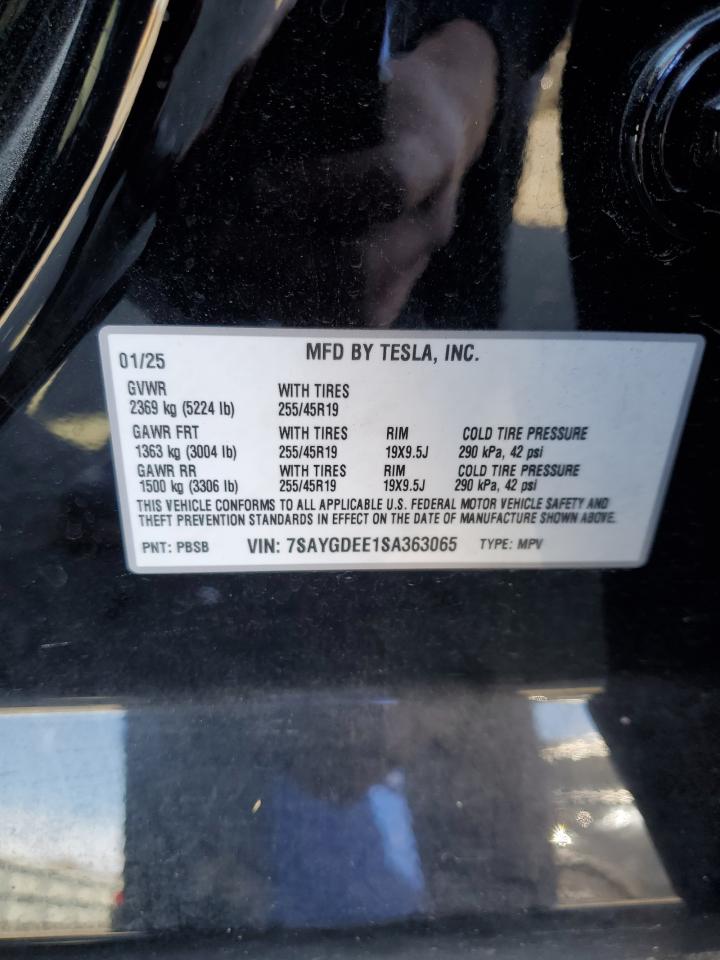 01/25 MFD BY TESLA, INC.
GVWR WITH TIRES
2369 kg (5224 lb) 255/45R19
GAWR FRT WITH TIRES RIM COLD TIRE PRESSURE
1363 kg (3004 lb) 255/45R19 19X9.5J 290 kPa, 42 psi
GAWR RR WITH TIRES RIM COLD TIRE PRESSURE
1500 kg (3306 lb) 255/45R19 19X9.5J 290 kPa, 42 psi
THIS VEHICLE CONFORMS TO ALL APPLICABLE U.S. FEDERAL MOTOR VEHICLE SAFETY AND
THEFT PREVENTION STANDARDS IN EFFECT ON THE DATE OF MANUFACTURE SHOWN ABOVE.
PNT: PBSB VIN: 7SAYGDEE1SA363065 TYPE: MPV